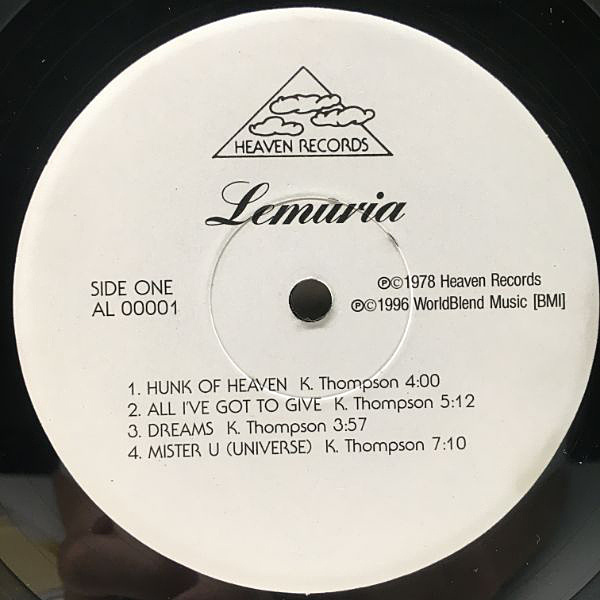 HEAVEN RECORDS
Lemuria
SIDE ONE
AL 00001
℗©1978 Heaven Records
℗©1996 WorldBlend Music [BMI]
1. HUNK OF HEAVEN K. Thompson 4:00
2. ALL I'VE GOT TO GIVE K. Thompson 5:12
3. DREAMS K. Thompson 3:57
4. MISTER U (UNIVERSE) K. Thompson 7:10